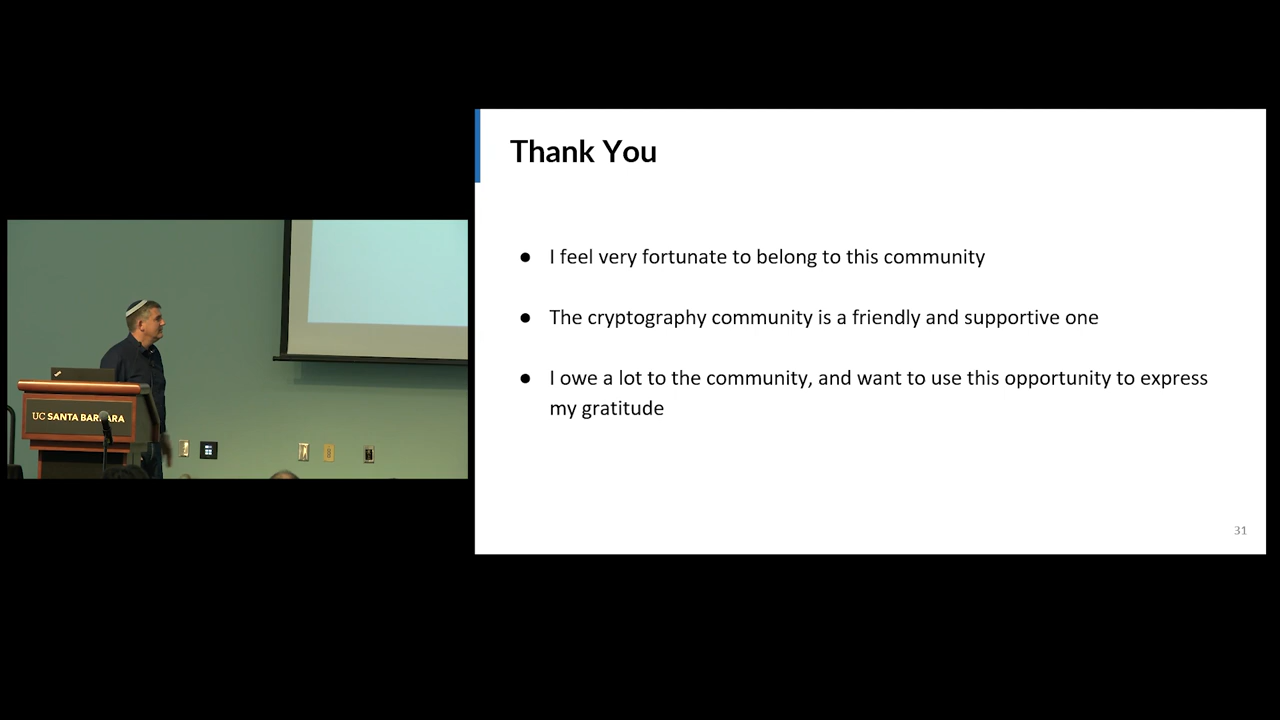 Thank You
● I feel very fortunate to belong to this community
● The cryptography community is a friendly and supportive one
● I owe a lot to the community, and want to use this opportunity to express
my gratitude
31
UC SANTA BARBARA